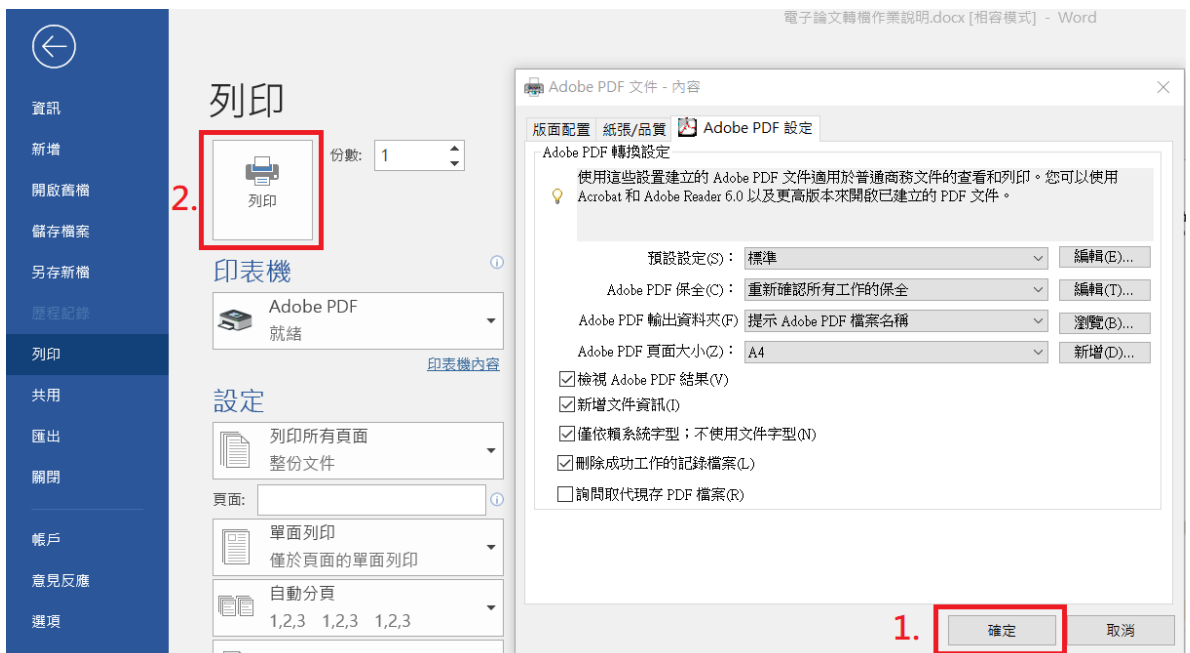 電子論文轉檔作業說明.docx [相容模式] - Word
資訊
新增
開啟舊檔
儲存檔案
另存新檔
歷程記錄
列印
共用
匯出
關閉
帳戶
意見反應
選項
列印
2.
列印
份數: 1
印表機
Adobe PDF
就緒
印表機內容
設定
列印所有頁面
整份文件
頁面:
單面列印
僅於頁面的單面列印
自動分頁
1,2,3 1,2,3 1,2,3
Adobe PDF 文件 - 內容
版面配置 紙張/品質 Adobe PDF 設定
Adobe PDF 轉換設定
使用這些設置建立的 Adobe PDF 文件適用於普通商務文件的查看和列印。您可以使用
Acrobat 和 Adobe Reader 6.0 以及更高版本來開啟已建立的 PDF 文件。
預設設定(S)： 標準 編輯(E)...
Adobe PDF 保全(C)： 重新確認所有工作的保全 編輯(T)...
Adobe PDF 輸出資料夾(F) 提示 Adobe PDF 檔案名稱 瀏覽(B)...
Adobe PDF 頁面大小(Z)： A4 新增(D)...
檢視 Adobe PDF 結果(V)
新增文件資訊(I)
僅依賴系統字型；不使用文件字型(N)
刪除成功工作的記錄檔案(L)
詢問取代現存 PDF 檔案(R)
1.
確定 取消